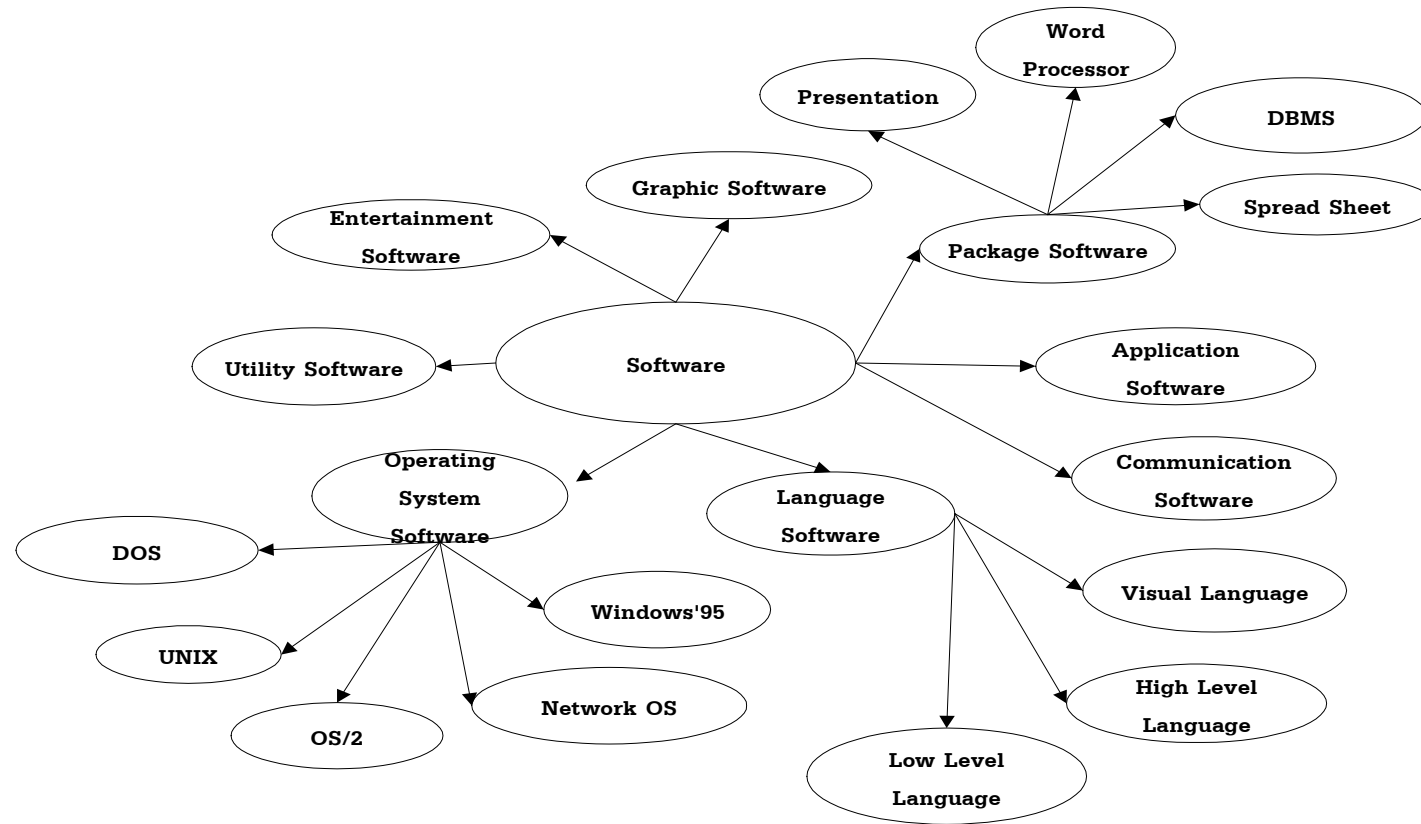 Word
Processor
Presentation
DBMS
Graphic Software
Spread Sheet
Entertainment
Software
Package Software
Utility Software
Software
Application
Software
Operating
System
Software
Language
Software
Communication
Software
DOS
Windows'95
Visual Language
UNIX
Network OS
High Level
Language
OS/2
Low Level
Language